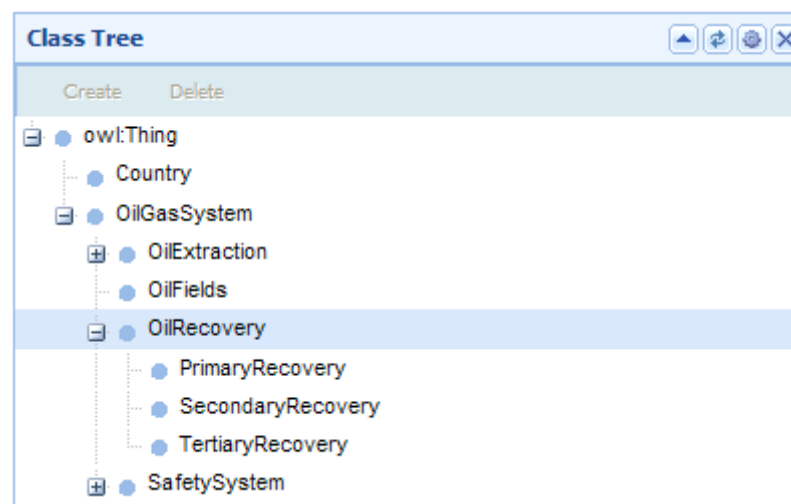 Class Tree
Create Delete
owl:Thing
Country
OilGasSystem
OilExtraction
OilFields
OilRecovery
PrimaryRecovery
SecondaryRecovery
TertiaryRecovery
SafetySystem